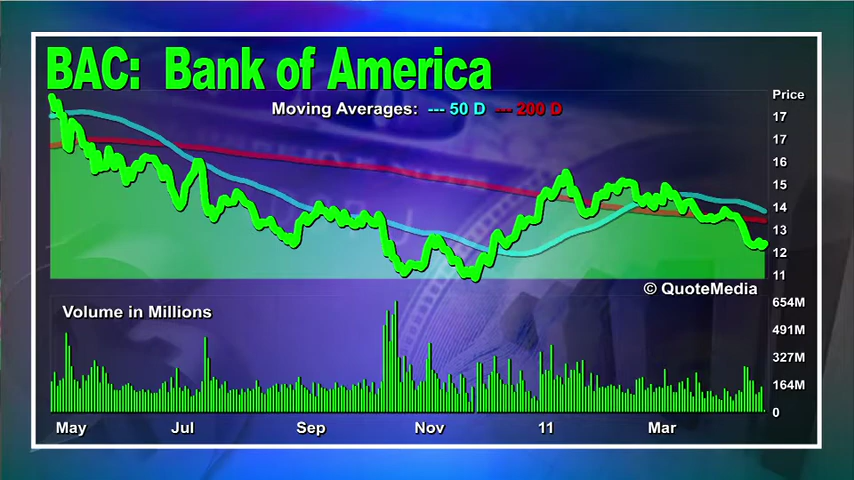 BAC: Bank of America
Moving Averages: --- 50 D --- 200 D
Price
17
17
16
15
14
13
12
11
© QuoteMedia
Volume in Millions
654M
491M
327M
164M
0
May Jul Sep Nov 11 Mar